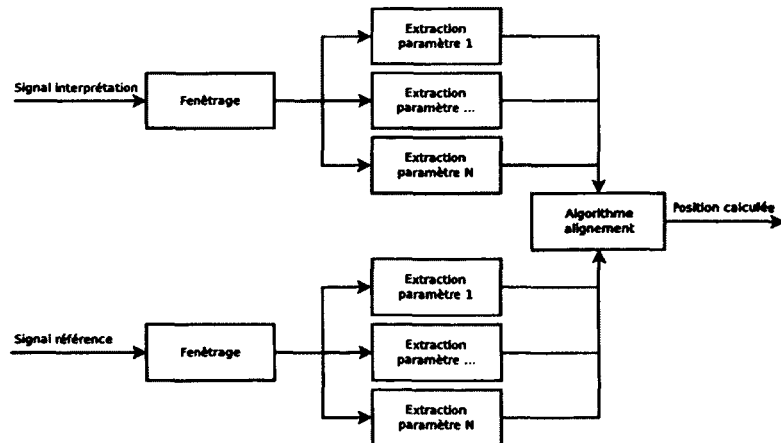 Extraction
paramètre 1
Signal interprétation
Fenêtrage
Extraction
paramètre ...
Extraction
paramètre N
Algorithme
alignement
Position calculée
Extraction
paramètre 1
Signal référence
Fenêtrage
Extraction
paramètre ...
Extraction
paramètre N